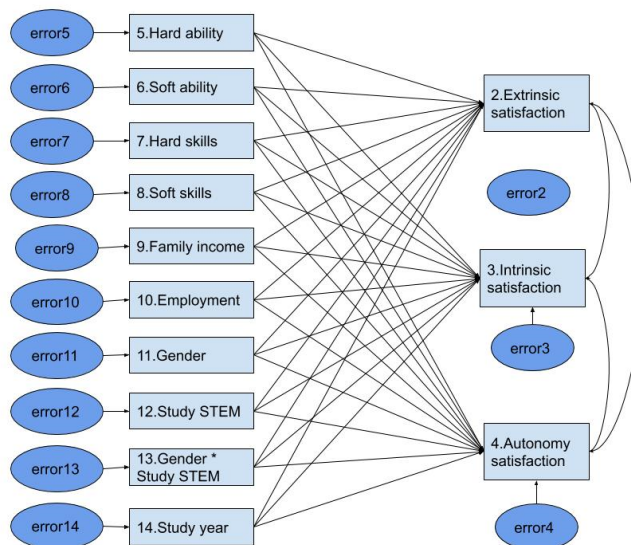 error5
5.Hard ability
error6
6.Soft ability
2.Extrinsic
satisfaction
error7
7.Hard skills
error8
8.Soft skills
error2
error9
9.Family income
3.Intrinsic
satisfaction
error10
10.Employment
error11
11.Gender
error3
error12
12.Study STEM
4.Autonomy
satisfaction
error13
13.Gender *
Study STEM
error14
14.Study year
error4